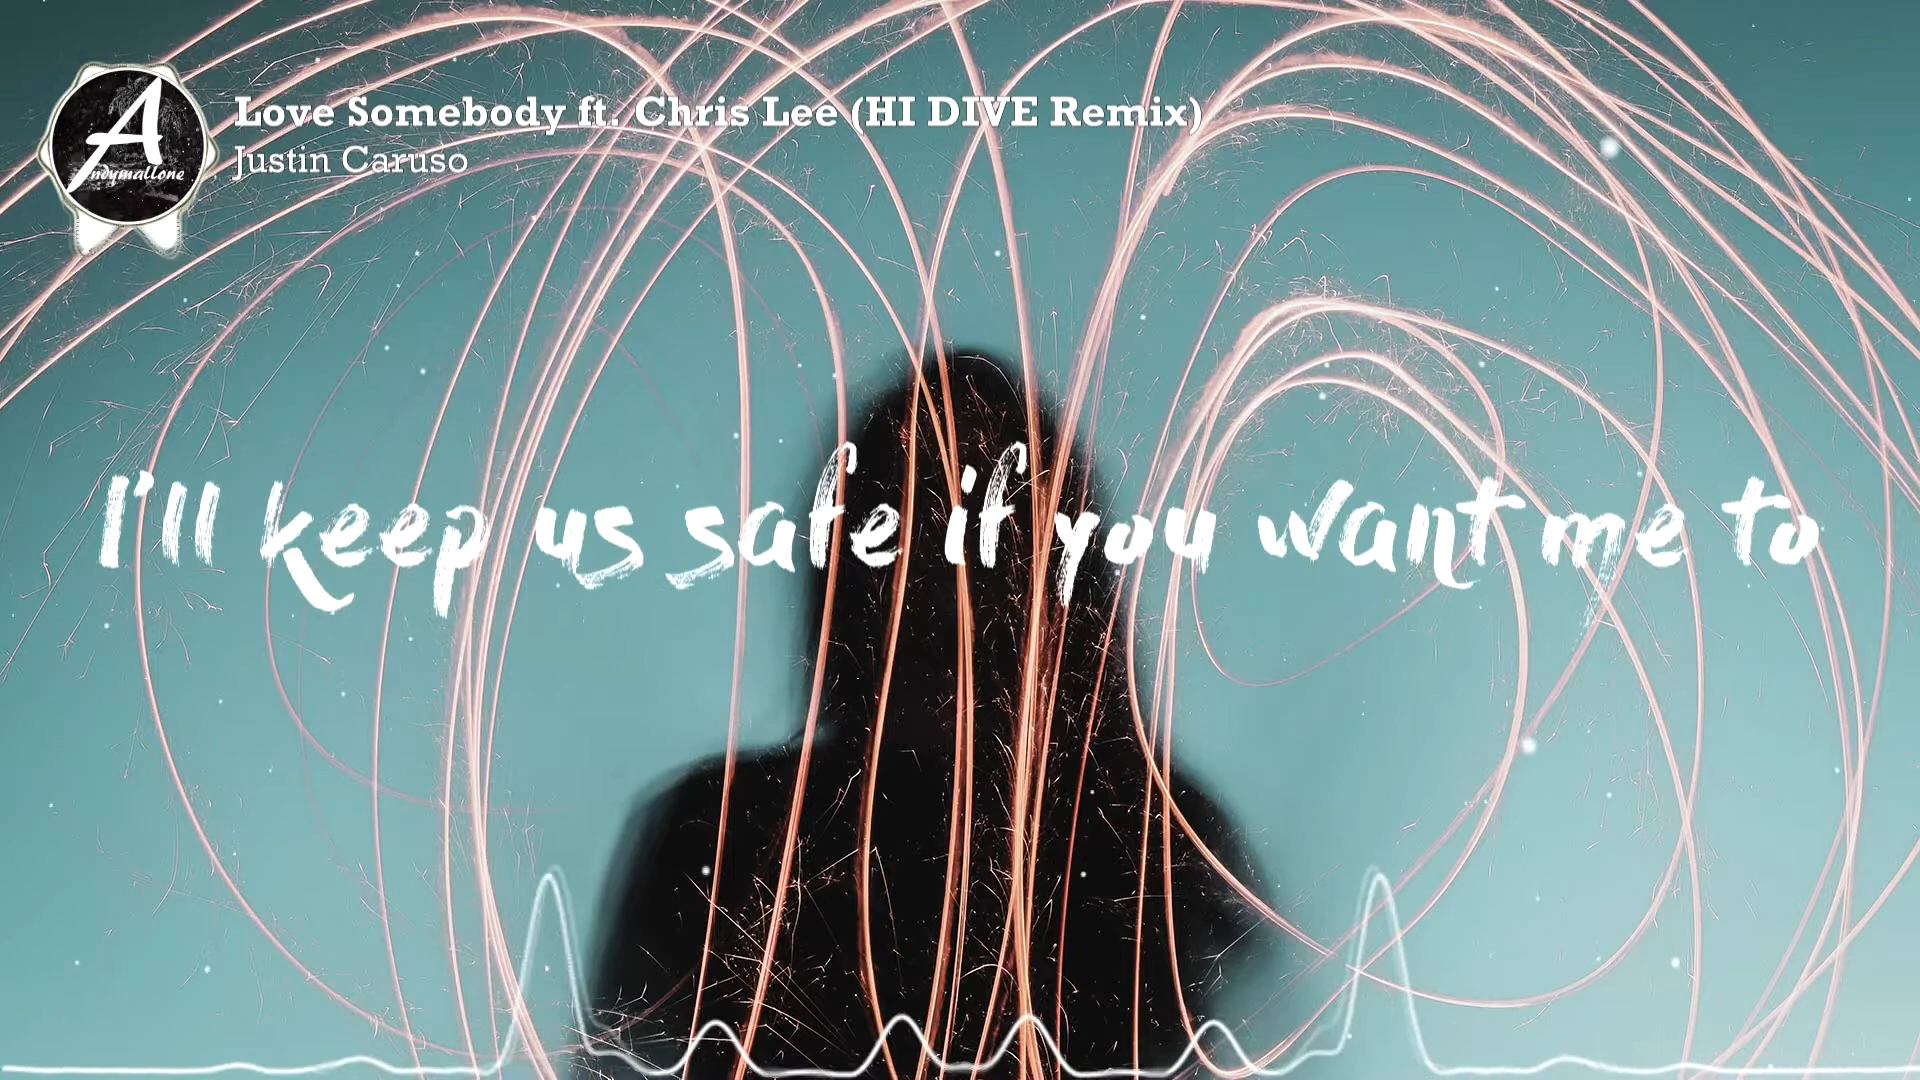 Love Somebody ft. Chris Lee (HI DIVE Remix)
Justin Caruso
Andymallone
I'll keep us safe if you want me to